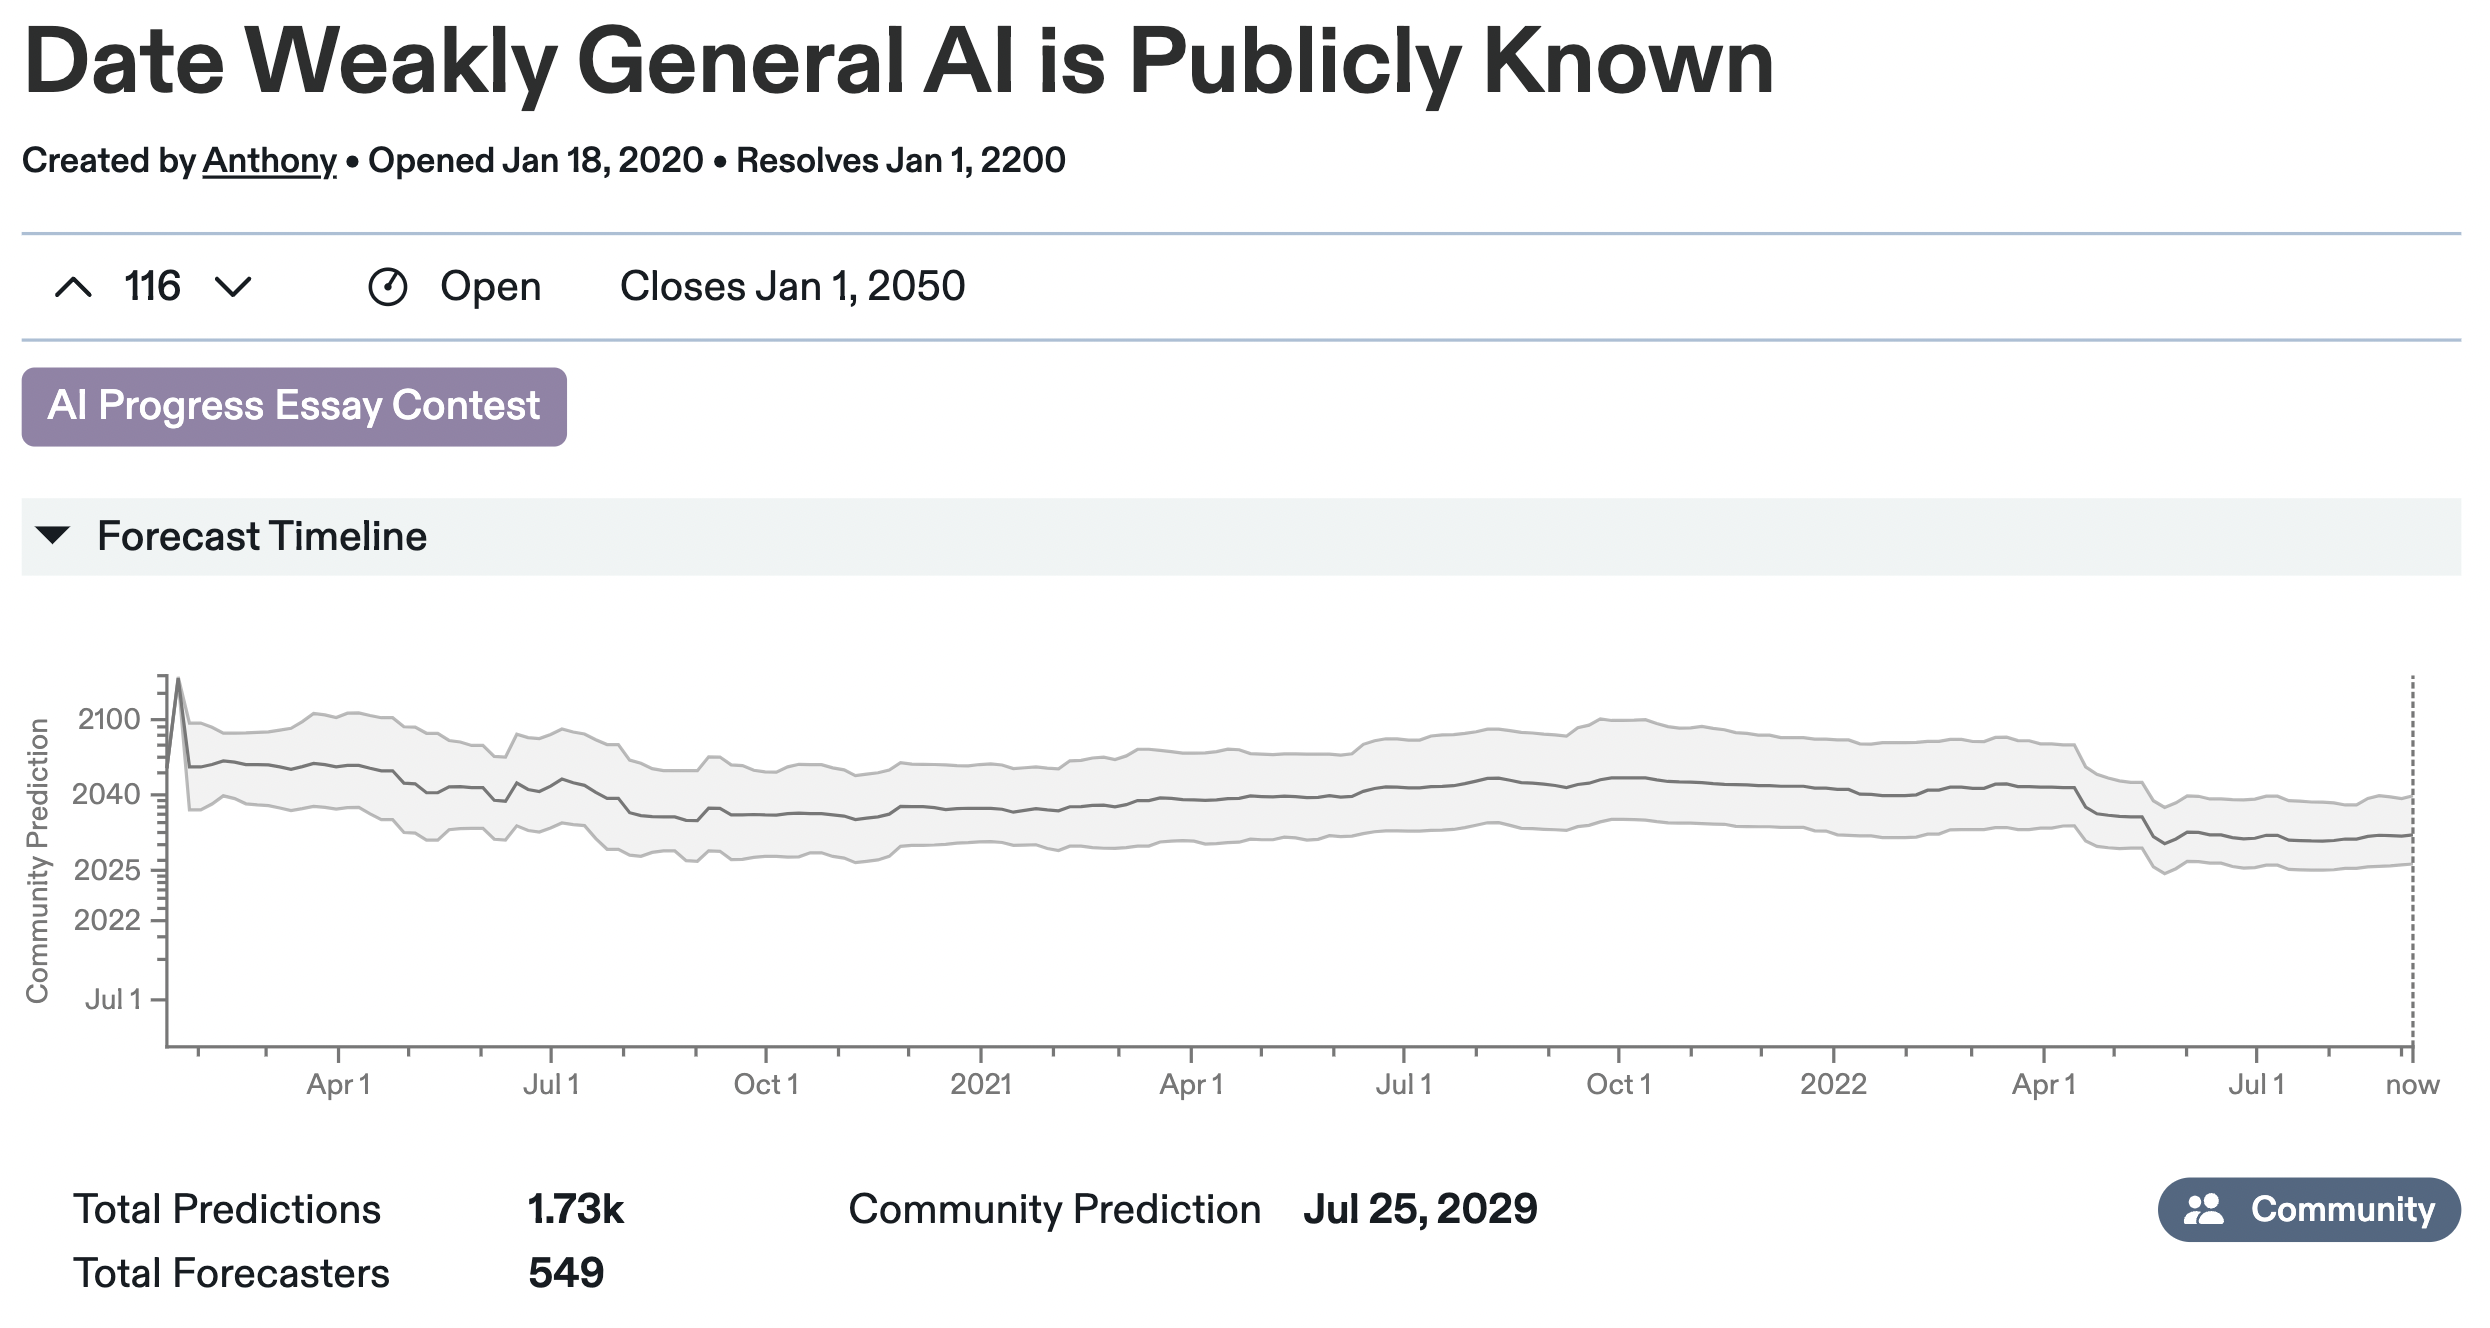 Date Weakly General AI is Publicly Known
Created by Anthony • Opened Jan 18, 2020 • Resolves Jan 1, 2200
116 Open Closes Jan 1, 2050
AI Progress Essay Contest
Forecast Timeline
Community Prediction
2100
2040
2025
2022
Jul 1
Apr 1 Jul 1 Oct 1 2021 Apr 1 Jul 1 Oct 1 2022 Apr 1 Jul 1 now
Total Predictions 1.73k Community Prediction Jul 25, 2029 Community
Total Forecasters 549